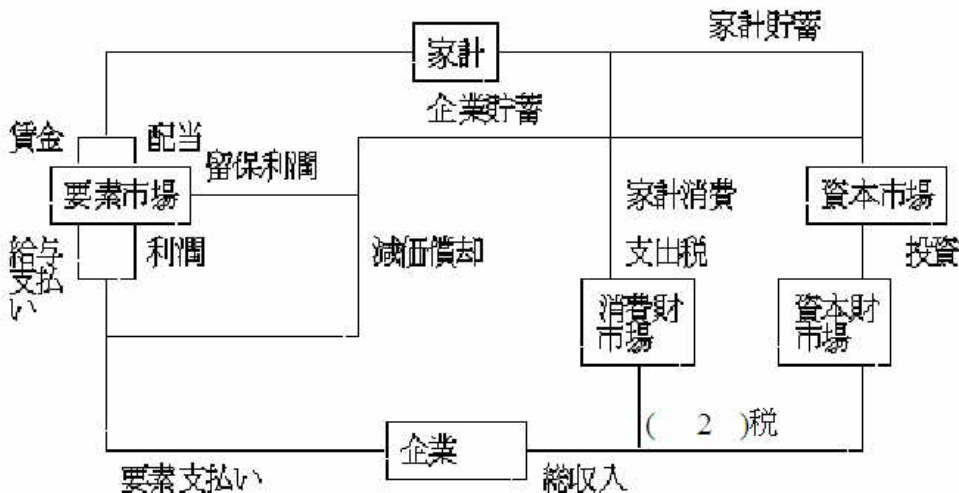 家計貯蓄
家計
企業貯蓄
賃金
配当
留保利潤
要素市場
家計消費
資本市場
給与
支払
い
利潤
減価償却
支出税
投資
消費財
市場
資本財
市場
( 2 )税
企業
要素支払い
総収入